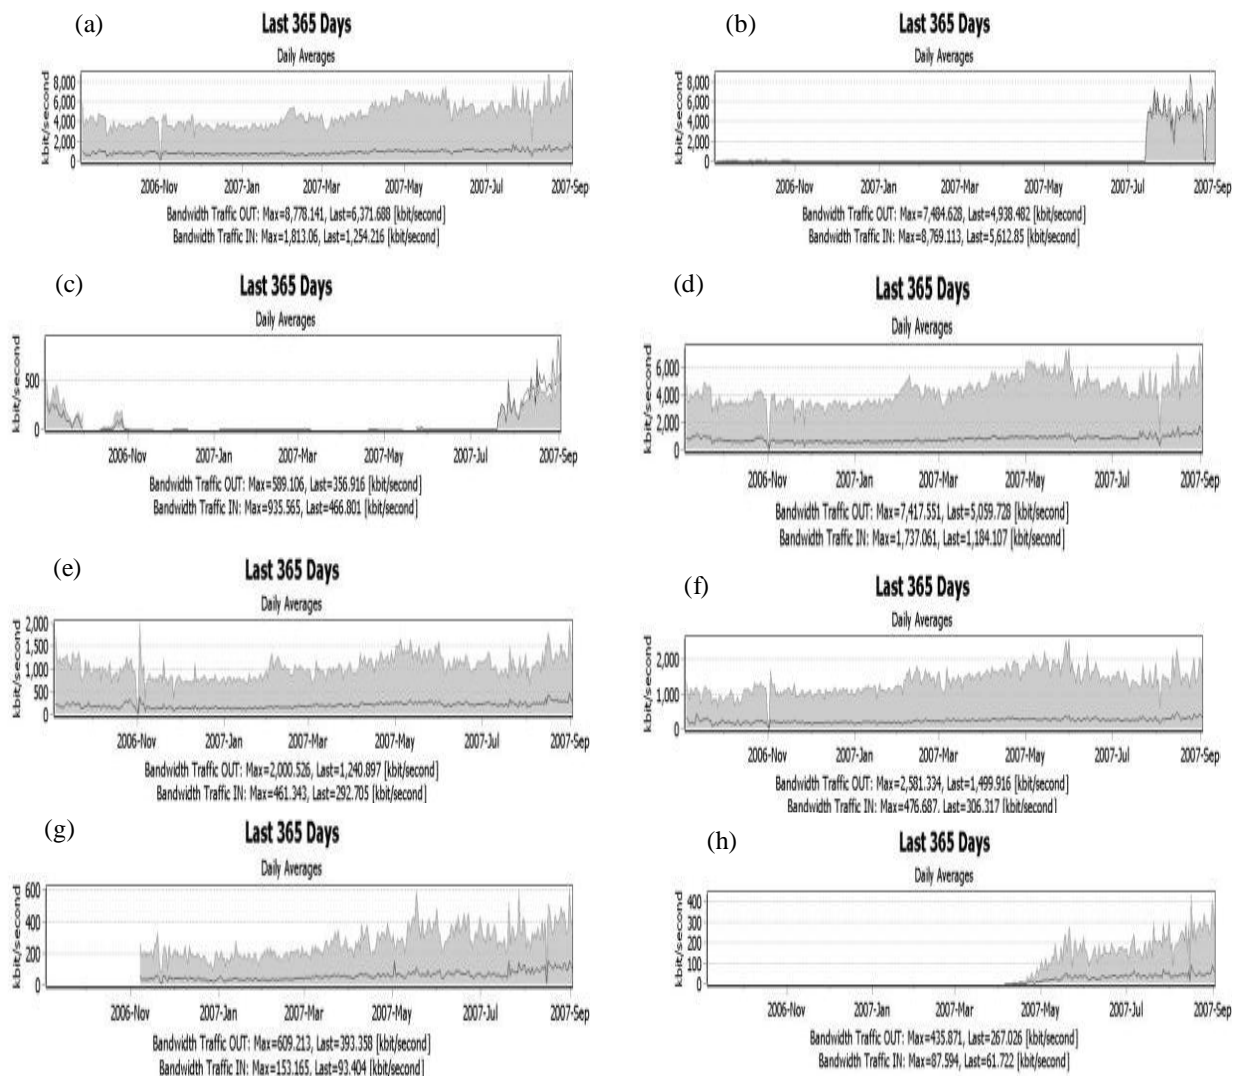 (a)
Last 365 Days
Daily Averages
kbit/second
8,000
6,000
4,000
2,000
0
2006-Nov 2007-Jan 2007-Mar 2007-May 2007-Jul 2007-Sep
Bandwidth Traffic OUT: Max=8,778.141, Last=6,371.688 [kbit/second]
Bandwidth Traffic IN: Max=1,813.06, Last=1,254.216 [kbit/second]
(b)
Last 365 Days
Daily Averages
kbit/second
8,000
6,000
4,000
2,000
0
2006-Nov 2007-Jan 2007-Mar 2007-May 2007-Jul 2007-Sep
Bandwidth Traffic OUT: Max=7,484.628, Last=4,938.482 [kbit/second]
Bandwidth Traffic IN: Max=8,769.113, Last=5,612.85 [kbit/second]
(c)
Last 365 Days
Daily Averages
kbit/second
500
0
2006-Nov 2007-Jan 2007-Mar 2007-May 2007-Jul 2007-Sep
Bandwidth Traffic OUT: Max=589.106, Last=356.916 [kbit/second]
Bandwidth Traffic IN: Max=935.565, Last=466.801 [kbit/second]
(d)
Last 365 Days
Daily Averages
kbit/second
6,000
4,000
2,000
0
2006-Nov 2007-Jan 2007-Mar 2007-May 2007-Jul 2007-Sep
Bandwidth Traffic OUT: Max=7,417.551, Last=5,059.728 [kbit/second]
Bandwidth Traffic IN: Max=1,737.061, Last=1,184.107 [kbit/second]
(e)
Last 365 Days
Daily Averages
kbit/second
2,000
1,500
1,000
500
0
2006-Nov 2007-Jan 2007-Mar 2007-May 2007-Jul 2007-Sep
Bandwidth Traffic OUT: Max=2,000.526, Last=1,240.897 [kbit/second]
Bandwidth Traffic IN: Max=461.343, Last=292.705 [kbit/second]
(f)
Last 365 Days
Daily Averages
kbit/second
2,000
1,000
0
2006-Nov 2007-Jan 2007-Mar 2007-May 2007-Jul 2007-Sep
Bandwidth Traffic OUT: Max=2,581.334, Last=1,499.916 [kbit/second]
Bandwidth Traffic IN: Max=476.687, Last=306.317 [kbit/second]
(g)
Last 365 Days
Daily Averages
kbit/second
600
400
200
0
2006-Nov 2007-Jan 2007-Mar 2007-May 2007-Jul 2007-Sep
Bandwidth Traffic OUT: Max=609.213, Last=393.358 [kbit/second]
Bandwidth Traffic IN: Max=153.165, Last=93.404 [kbit/second]
(h)
Last 365 Days
Daily Averages
kbit/second
400
300
200
100
0
2006-Nov 2007-Jan 2007-Mar 2007-May 2007-Jul 2007-Sep
Bandwidth Traffic OUT: Max=435.871, Last=267.026 [kbit/second]
Bandwidth Traffic IN: Max=87.594, Last=61.722 [kbit/second]